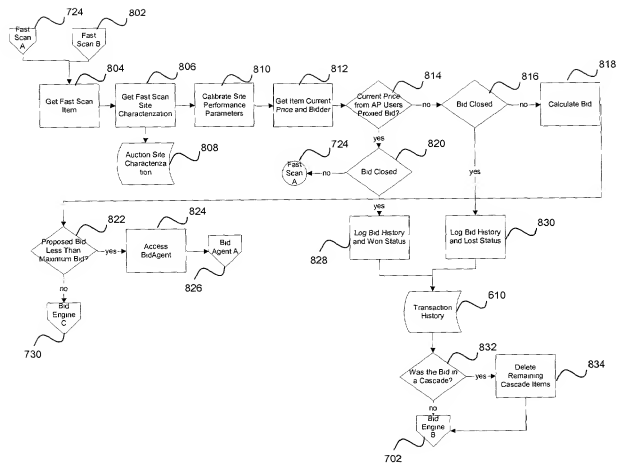 724
802
Fast
Scan
A
Fast
Scan B
804
806
810
812
814
816
818
Get Fast Scan
Item
Get Fast Scan
Site
Characterization
Calibrate Site
Performance
Parameters
Get Item Current
Price and Bidder
Current Price
from AP Users
Proxied Bid?
no
Bid Closed
no
Calculate Bid
yes
yes
Auction Site
Characteriza
tion
808
724
Fast
Scan
A
no
Bid Closed
820
yes
822
Proposed Bid
Less Than
Maximum Bid?
yes
824
Access
BidAgent
Bid
Agent A
826
828
Log Bid History
and Won Status
Log Bid History
and Lost Status
830
no
Bid
Engine
C
730
Transaction
History
610
832
Was the Bid in
a Cascade?
yes
Delete
Remaining
Cascade Items
834
no
Bid
Engine
B
702